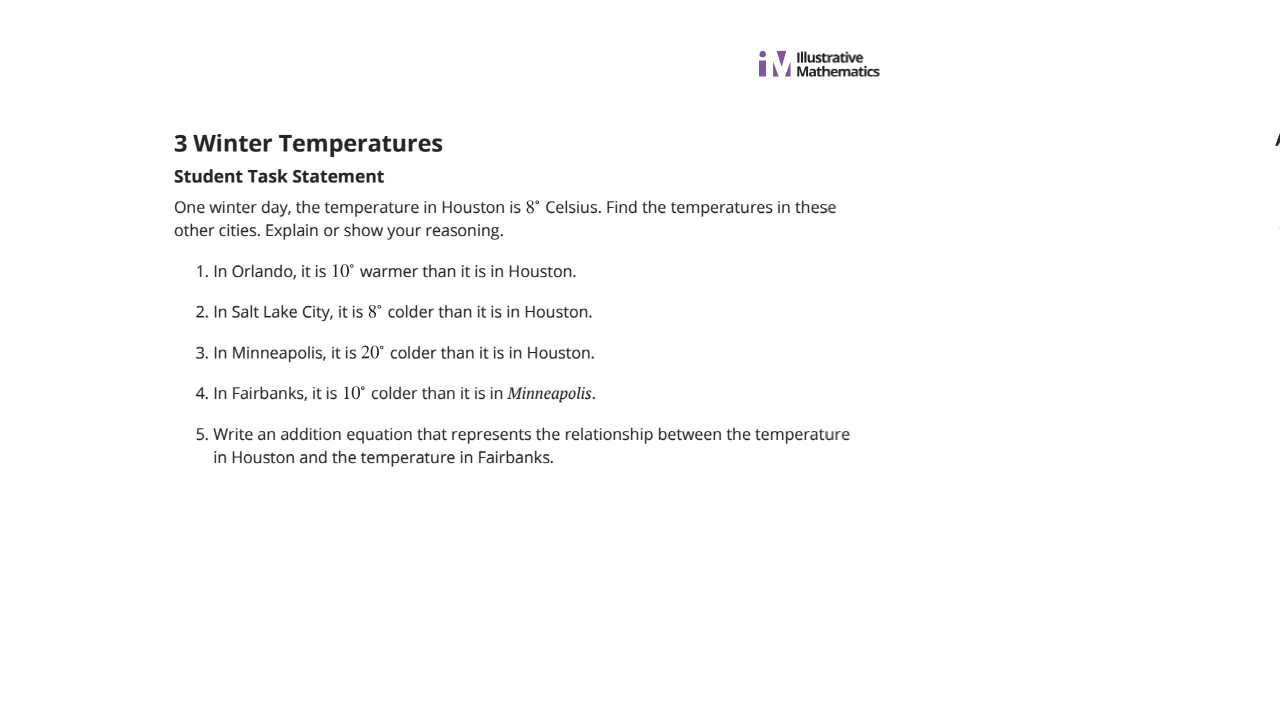 Illustrative
Mathematics
3 Winter Temperatures
Student Task Statement
One winter day, the temperature in Houston is 8° Celsius. Find the temperatures in these
other cities. Explain or show your reasoning.
1. In Orlando, it is 10° warmer than it is in Houston.
2. In Salt Lake City, it is 8° colder than it is in Houston.
3. In Minneapolis, it is 20° colder than it is in Houston.
4. In Fairbanks, it is 10° colder than it is in Minneapolis.
5. Write an addition equation that represents the relationship between the temperature
in Houston and the temperature in Fairbanks.